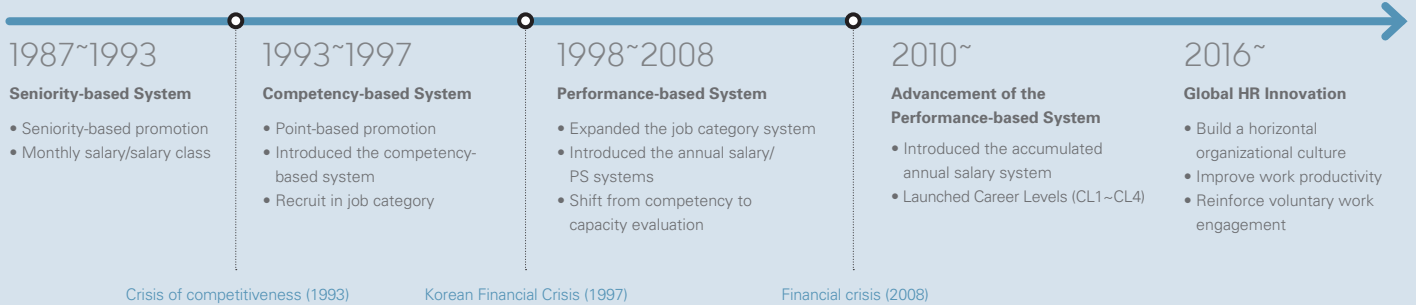 1987~1993
Seniority-based System
• Seniority-based promotion
• Monthly salary/salary class
1993~1997
Competency-based System
• Point-based promotion
• Introduced the competency-
based system
• Recruit in job category
1998~2008
Performance-based System
• Expanded the job category system
• Introduced the annual salary/
PS systems
• Shift from competency to
capacity evaluation
2010~
Advancement of the
Performance-based System
• Introduced the accumulated
annual salary system
• Launched Career Levels (CL1~CL4)
2016~
Global HR Innovation
• Build a horizontal
organizational culture
• Improve work productivity
• Reinforce voluntary work
engagement
Crisis of competitiveness (1993)
Korean Financial Crisis (1997)
Financial crisis (2008)